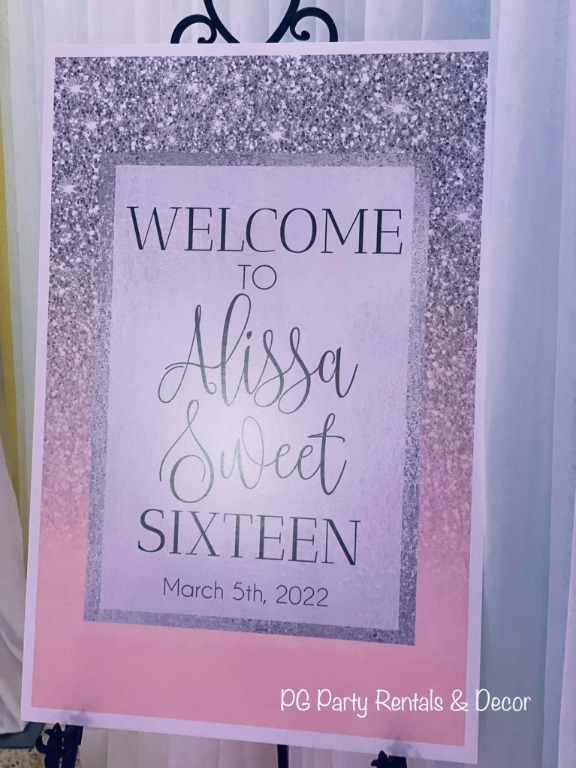 WELCOME
TO
Alissa
Sweet
SIXTEEN
March 5th, 2022
PG Party Rentals & Decor